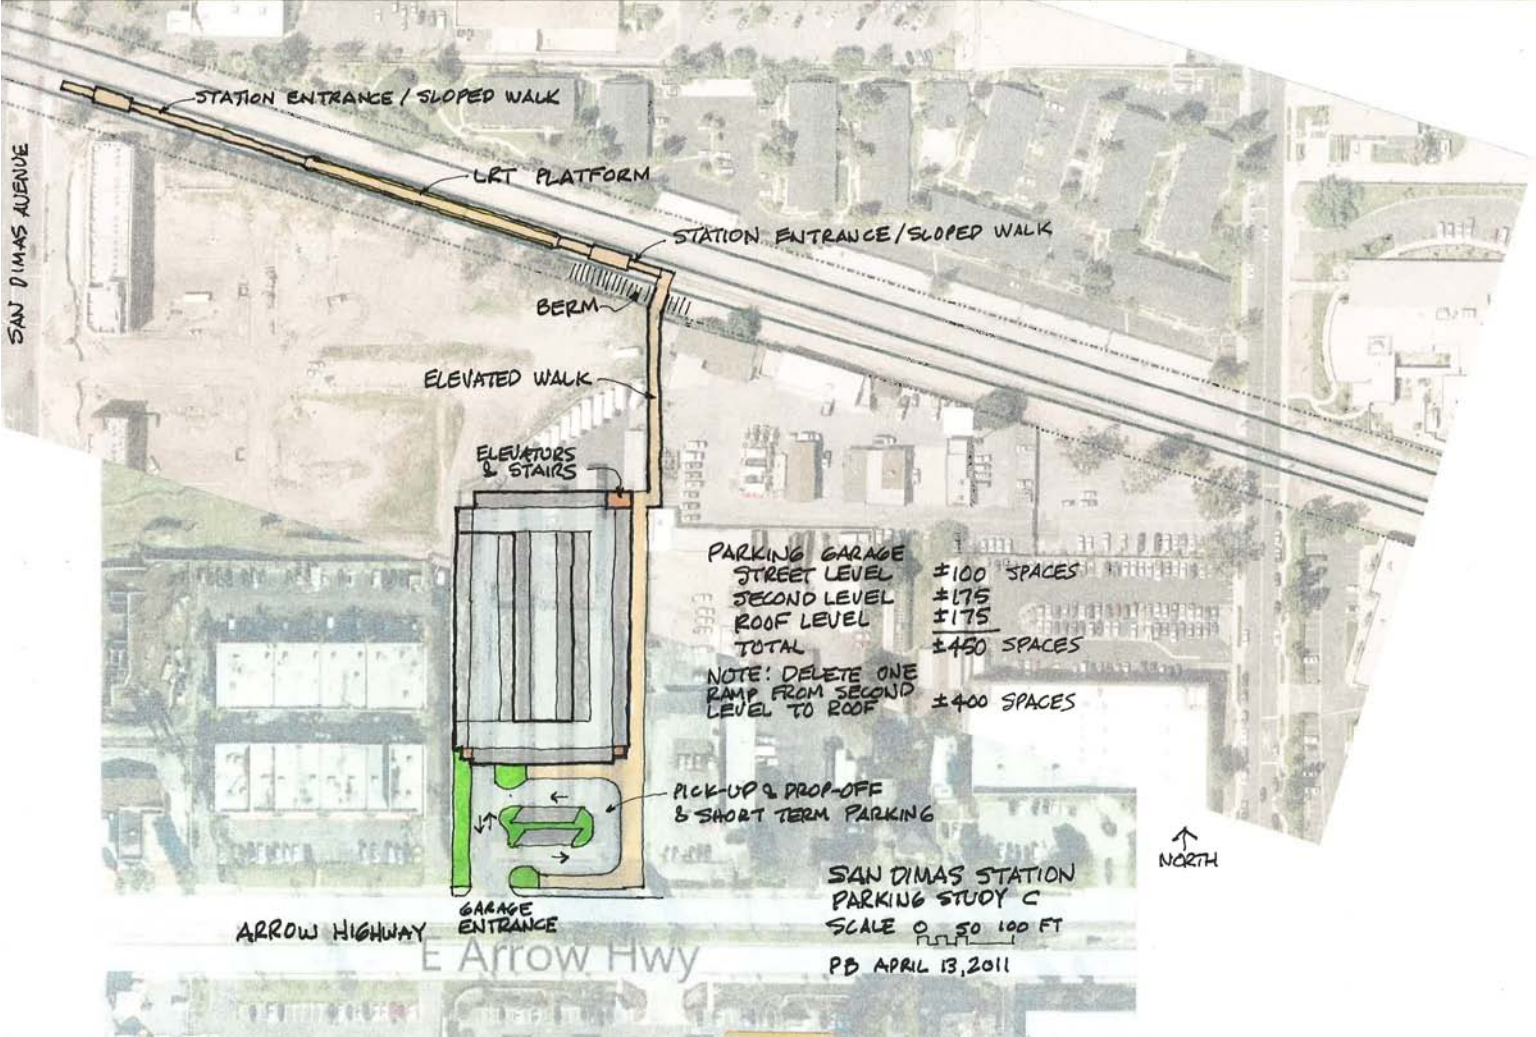 STATION ENTRANCE / SLOPED WALK
SAN DIMAS AVENUE
LRT PLATFORM
STATION ENTRANCE/SLOPED WALK
BERM
ELEVATED WALK
ELEVATORS
& STAIRS
PARKING GARAGE
STREET LEVEL ±100 SPACES
SECOND LEVEL ±175
ROOF LEVEL ±175
TOTAL ±450 SPACES
NOTE: DELETE ONE
RAMP FROM SECOND
LEVEL TO ROOF ±400 SPACES
PICK-UP & DROP-OFF
& SHORT TERM PARKING
NORTH
SAN DIMAS STATION
PARKING STUDY C
SCALE 0 50 100 FT
PB APRIL 13, 2011
GARAGE
ENTRANCE
ARROW HIGHWAY
E Arrow Hwy